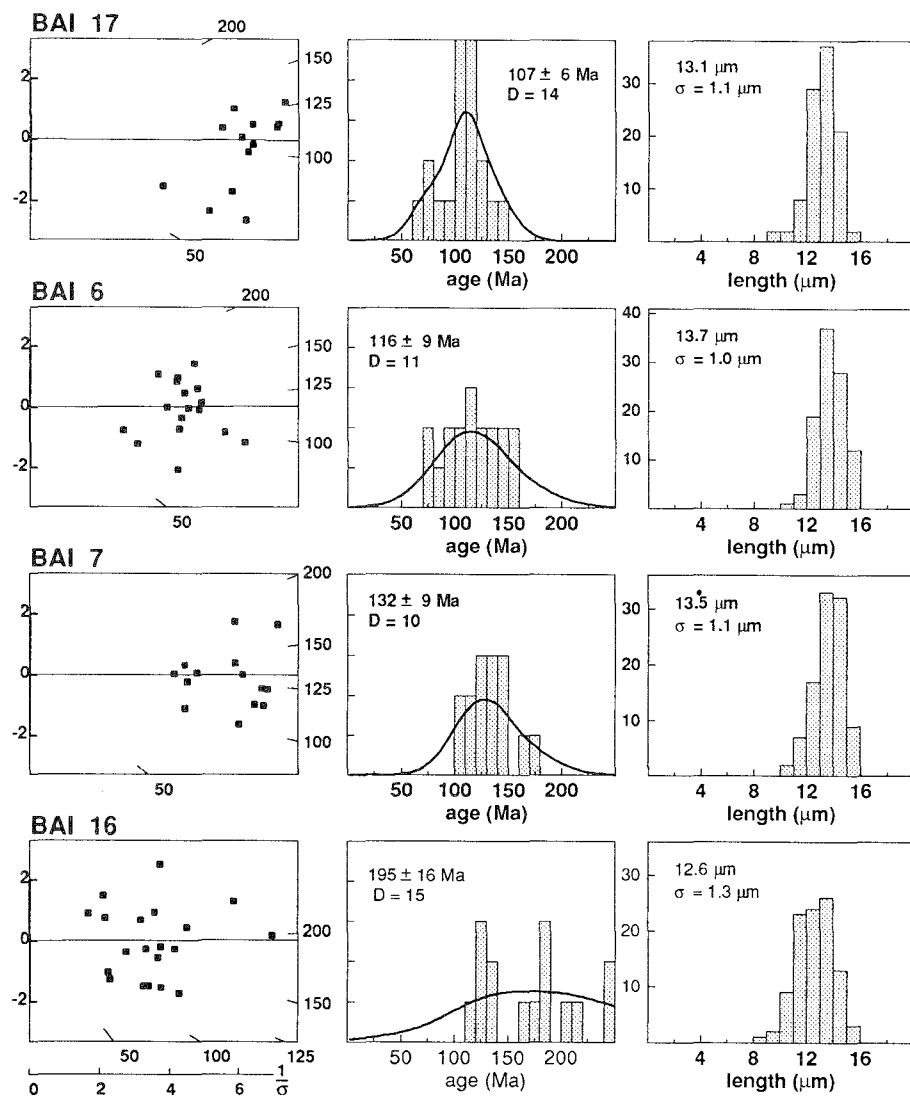 BAI 17
200
2
0
-2
150
125
100
50
107 ± 6 Ma
D = 14
50 100 150 200
age (Ma)
30
20
10
13.1 μm
σ = 1.1 μm
4 8 12 16
length (μm)
BAI 6
200
2
0
-2
150
125
100
50
116 ± 9 Ma
D = 11
50 100 150 200
age (Ma)
40
30
20
10
13.7 μm
σ = 1.0 μm
4 8 12 16
length (μm)
BAI 7
200
2
0
-2
150
125
100
50
132 ± 9 Ma
D = 10
50 100 150 200
age (Ma)
30
20
10
13.5 μm
σ = 1.1 μm
4 8 12 16
length (μm)
BAI 16
2
0
-2
200
150
50 100 125
0 2 4 6 1/σ
195 ± 16 Ma
D = 15
50 100 150 200
age (Ma)
30
20
10
12.6 μm
σ = 1.3 μm
4 8 12 16
length (μm)